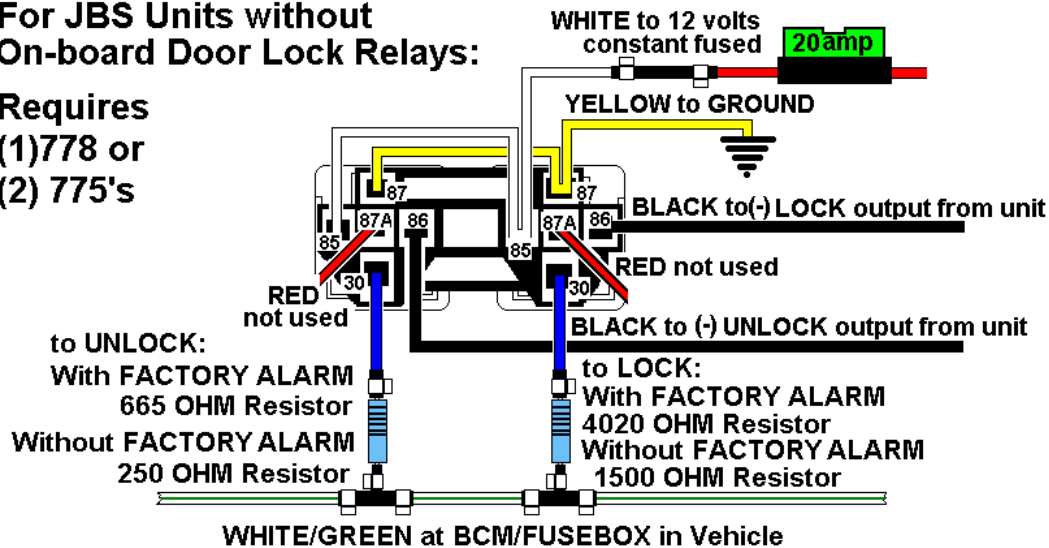 For JBS Units without
On-board Door Lock Relays:
Requires
(1)778 or
(2) 775's
WHITE to 12 volts
constant fused
20amp
YELLOW to GROUND
87
87
87A
86
87A
86
85
85
30
30
BLACK to(-) LOCK output from unit
RED not used
RED
not used
BLACK to (-) UNLOCK output from unit
to UNLOCK:
With FACTORY ALARM
665 OHM Resistor
Without FACTORY ALARM
250 OHM Resistor
to LOCK:
With FACTORY ALARM
4020 OHM Resistor
Without FACTORY ALARM
1500 OHM Resistor
WHITE/GREEN at BCM/FUSEBOX in Vehicle